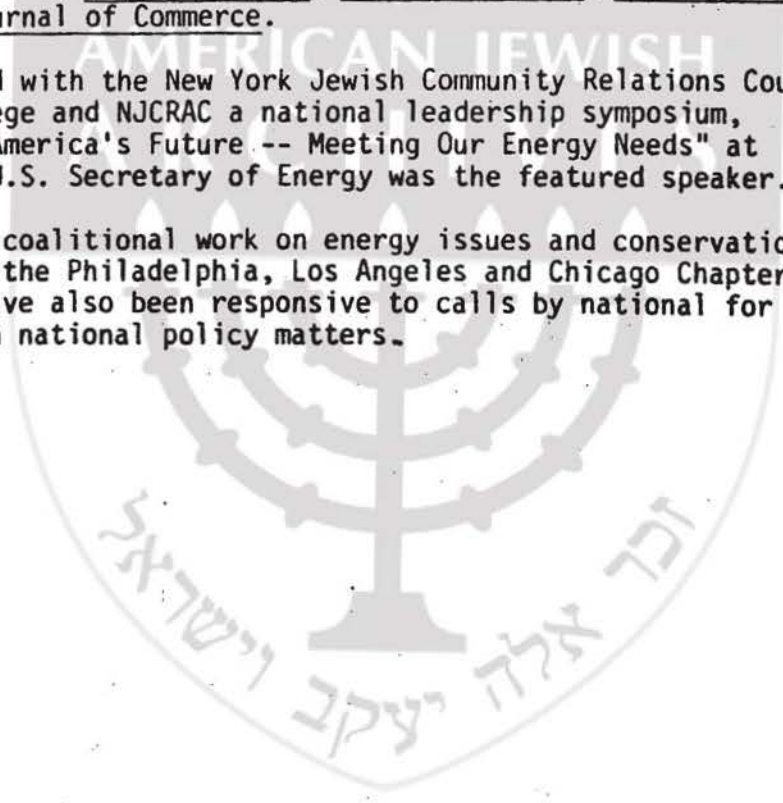 urnal of Commerce.
AMERICAN JEWISH
with the New York Jewish Community Relations Cou
ege and NJCRAC a national leadership symposium,
ARCHIVES
America's Future -- Meeting Our Energy Needs" at
U.S. Secretary of Energy was the featured speaker.
coalitional work on energy issues and conservatio
the Philadelphia, Los Angeles and Chicago Chapter
ve also been responsive to calls by national for
national policy matters.
זכר אלה יעקב וישראל